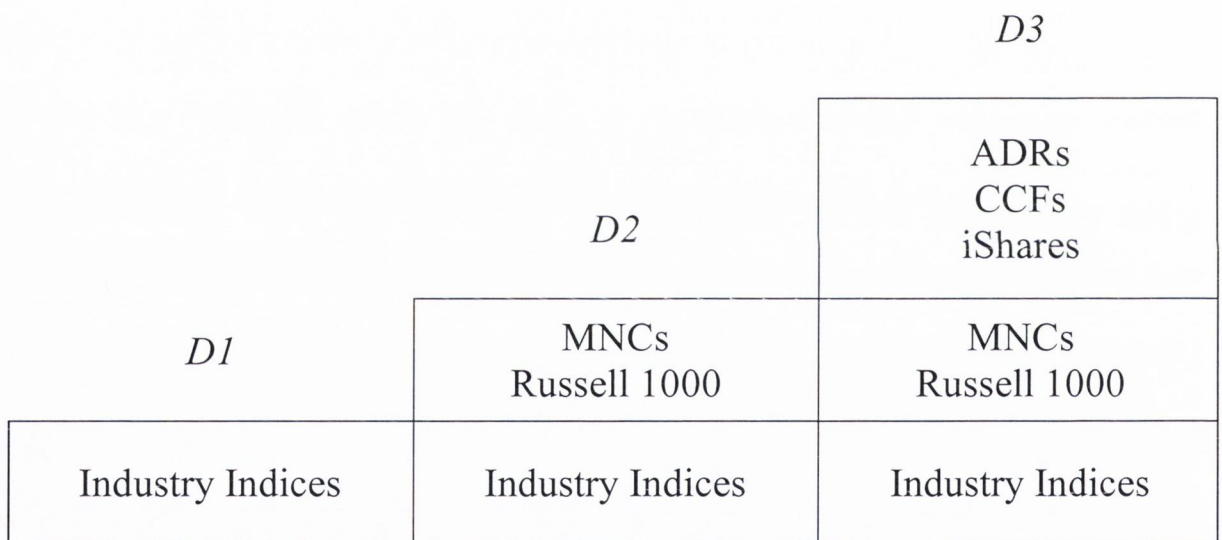 D3
ADRs
CCFs
iShares
D2
MNCs
Russell 1000
MNCs
Russell 1000
D1
Industry Indices
Industry Indices
Industry Indices